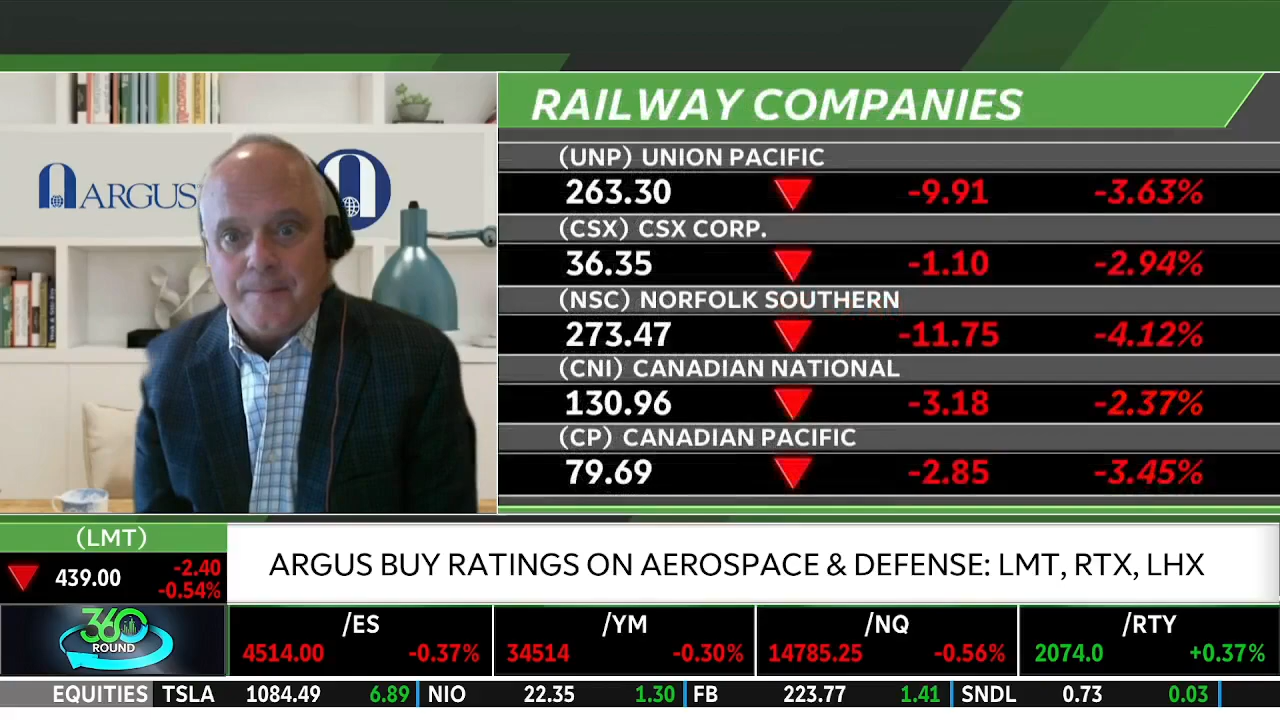 ARGUS
RAILWAY COMPANIES
(UNP) UNION PACIFIC
263.30 -9.91 -3.63%
(CSX) CSX CORP.
36.35 -1.10 -2.94%
(NSC) NORFOLK SOUTHERN
273.47 -11.75 -4.12%
(CNI) CANADIAN NATIONAL
130.96 -3.18 -2.37%
(CP) CANADIAN PACIFIC
79.69 -2.85 -3.45%
(LMT)
439.00 -2.40
-0.54%
ARGUS BUY RATINGS ON AEROSPACE & DEFENSE: LMT, RTX, LHX
360
ROUND
/ES
4514.00 -0.37%
/YM
34514 -0.30%
/NQ
14785.25 -0.56%
/RTY
2074.0 +0.37%
EQUITIES TSLA 1084.49 6.89 NIO 22.35 1.30 FB 223.77 1.41 SNDL 0.73 0.03